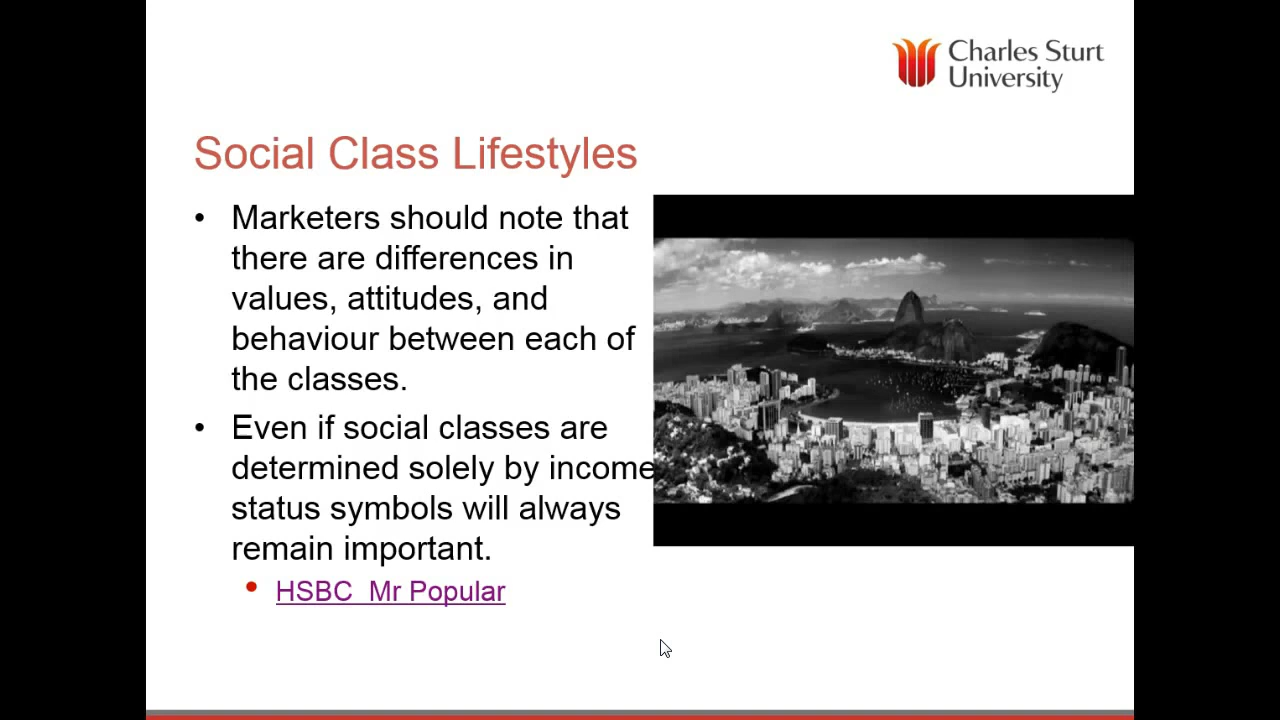 Charles Sturt
University
Social Class Lifestyles
• Marketers should note that
there are differences in
values, attitudes, and
behaviour between each of
the classes.
• Even if social classes are
determined solely by income
status symbols will always
remain important.
• HSBC  Mr Popular